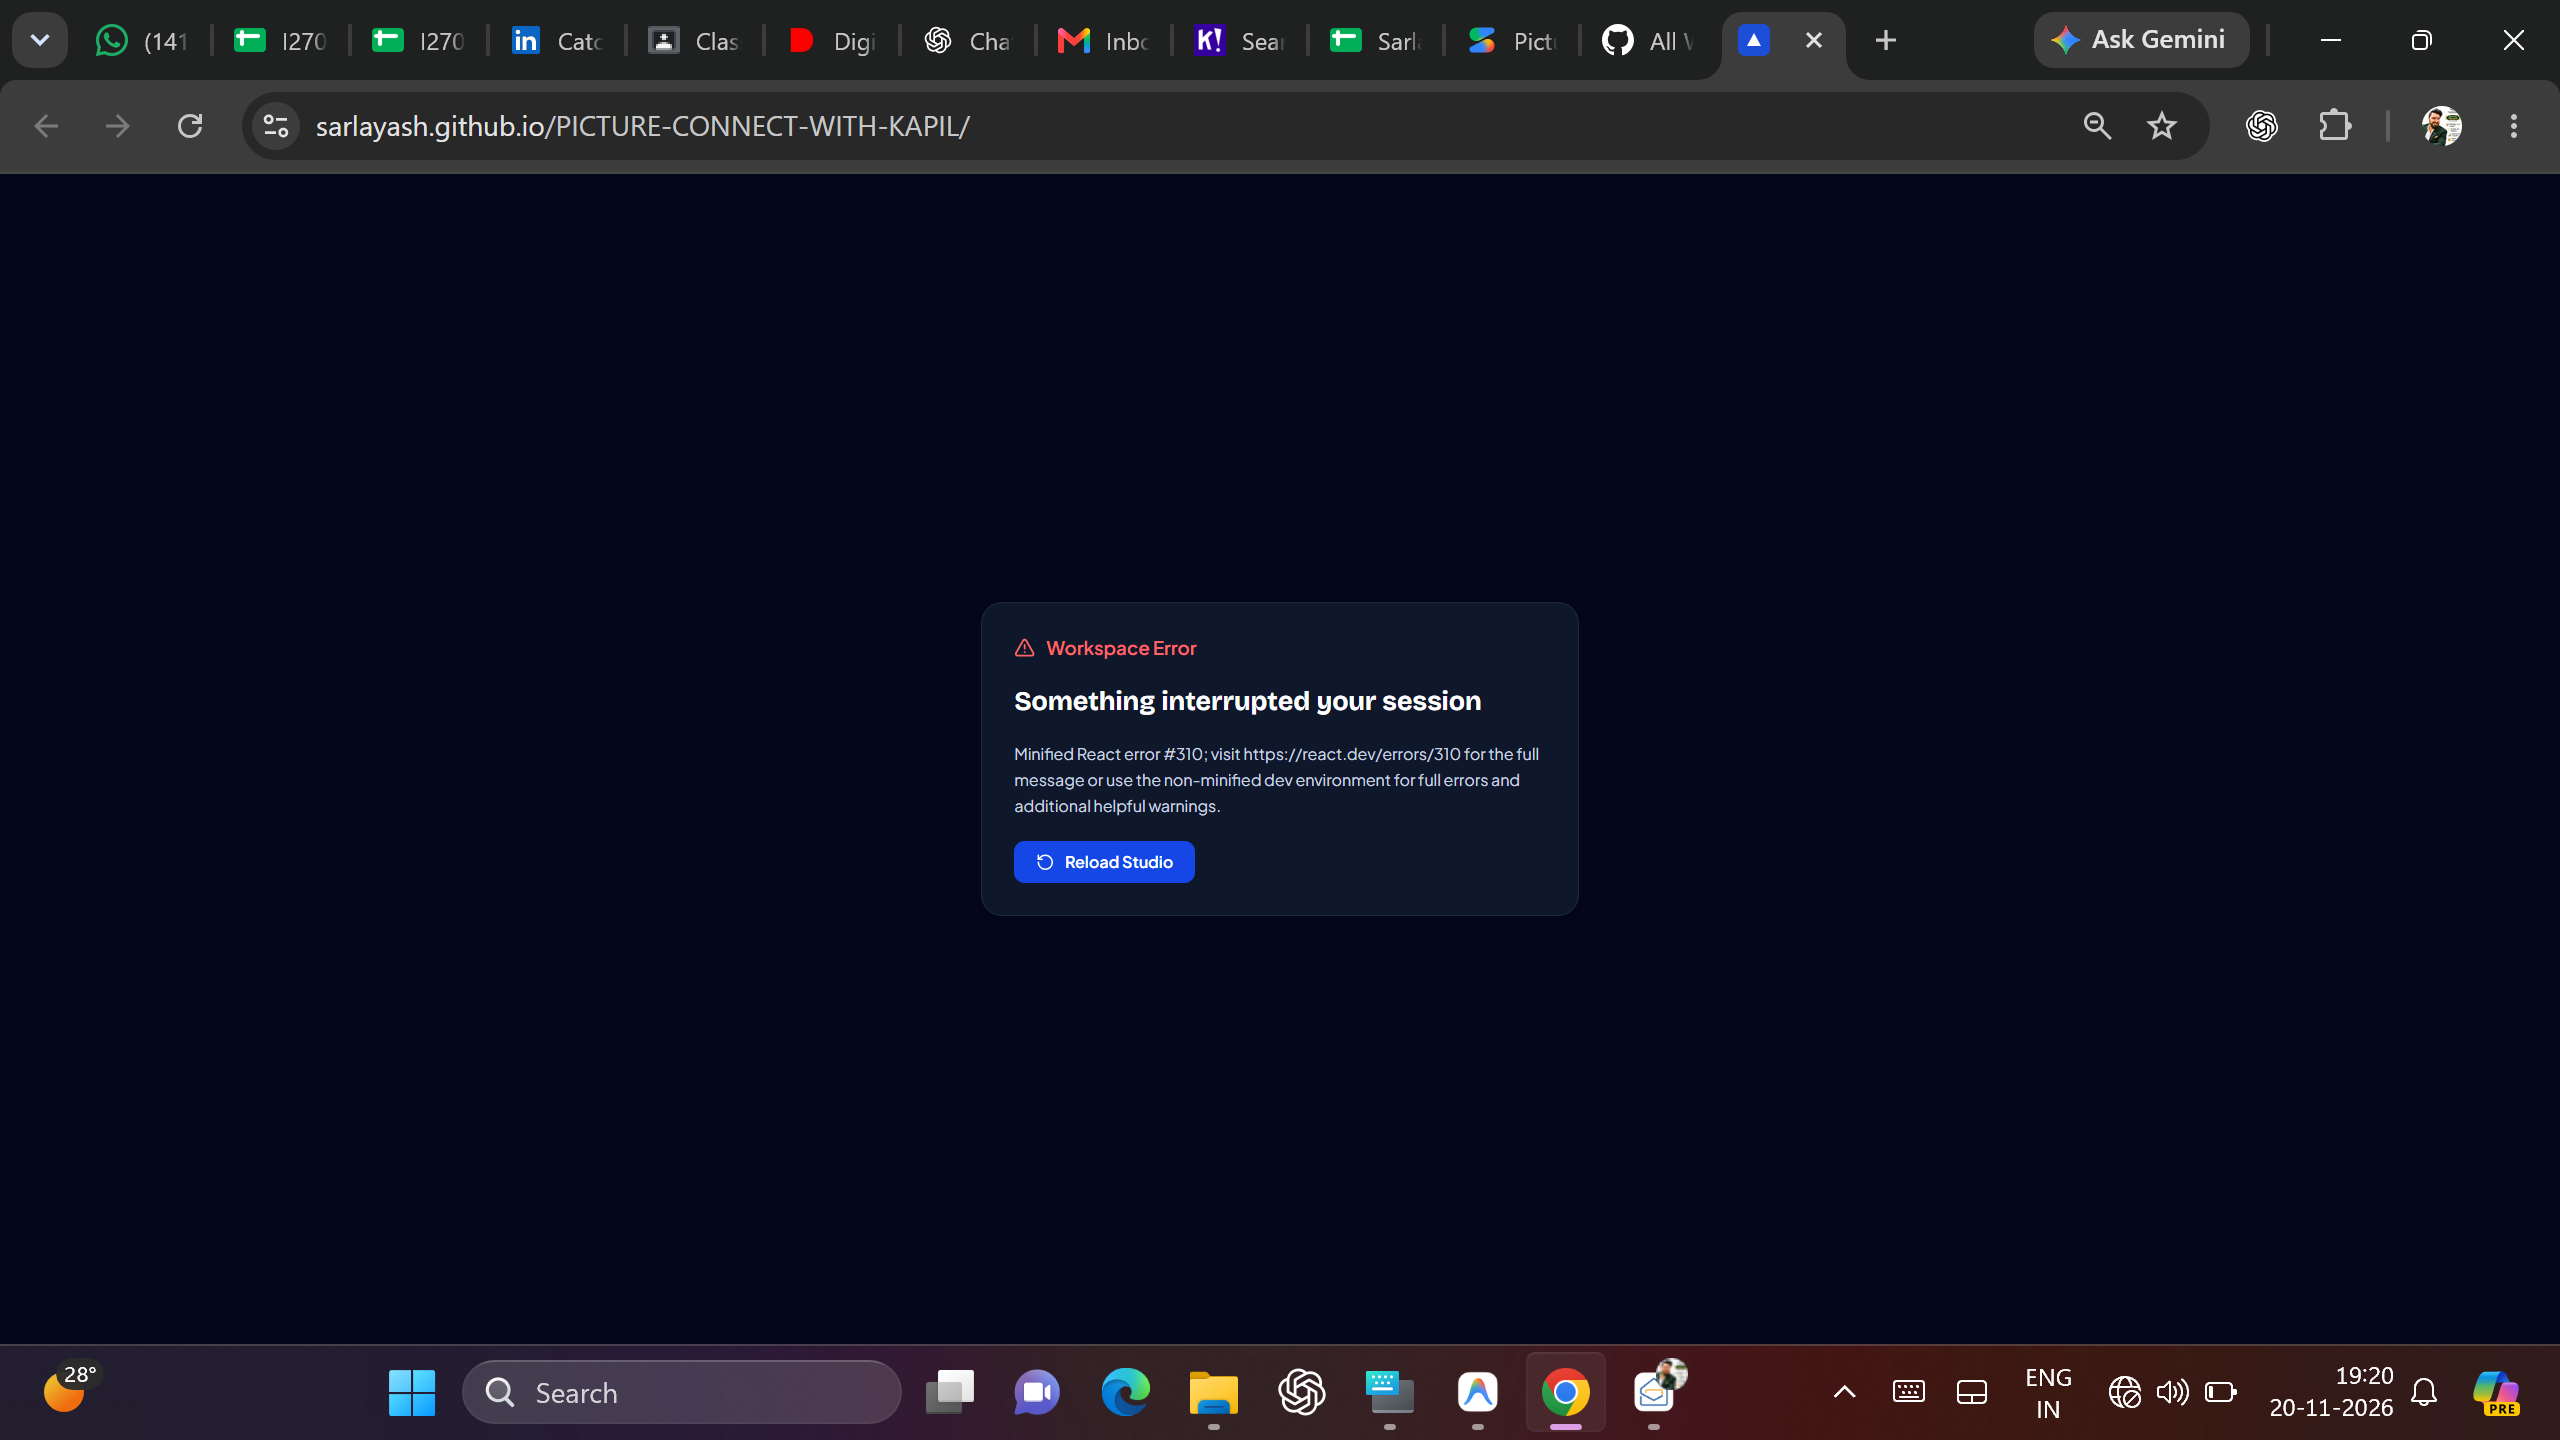 (141
I270
I270
in
Catc
Clas
Digi
Cha
Inbo
K!
Sear
Sarla
Pictu
All W
Ask Gemini
sarlayash.github.io/PICTURE-CONNECT-WITH-KAPIL/
Workspace Error
Something interrupted your session
Minified React error #310; visit https://react.dev/errors/310 for the full
message or use the non-minified dev environment for full errors and
additional helpful warnings.
Reload Studio
28°
Search
ENG
IN
19:20
20-11-2026
PRE